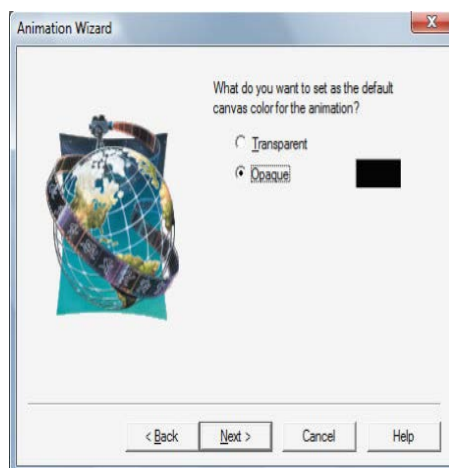 Animation Wizard
X
What do you want to set as the default
canvas color for the animation?
Transparent
Opaque
< Back Next > Cancel Help